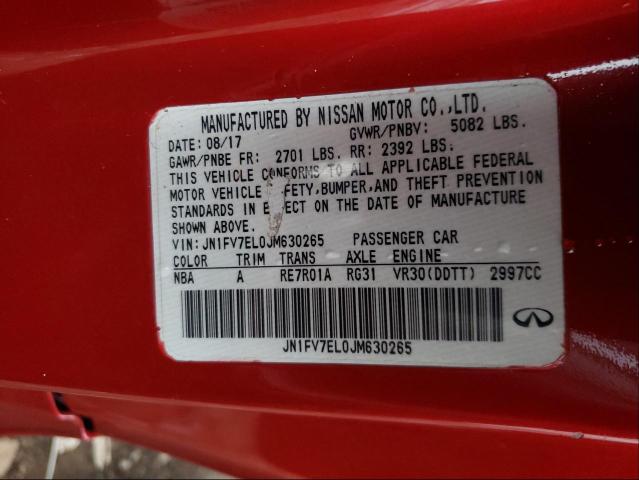 MANUFACTURED BY NISSAN MOTOR CO.,LTD.
DATE: 08/17 GVWR/PNBV: 5082 LBS.
GAWR/PNBE FR: 2701 LBS. RR: 2392 LBS.
THIS VEHICLE CONFORMS TO ALL APPLICABLE FEDERAL
MOTOR VEHICLE FETY,BUMPER,AND THEFT PREVENTION
STANDARDS IN EFFECT ON THE DATE OF MANUFACTURE
SHOWN ABOVE.
VIN: JN1FV7EL0JM630265 PASSENGER CAR
COLOR TRIM TRANS AXLE ENGINE
NBA A RE7R01A RG31 VR30(DDTT) 2997CC
JN1FV7EL0JM630265